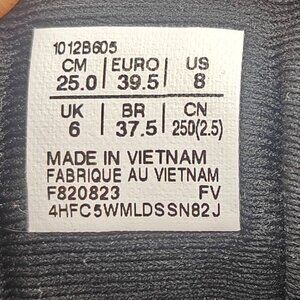 1012B605
CM EURO US
25.0 39.5 8
UK BR CN
6 37.5 250(2.5)
MADE IN VIETNAM
FABRIQUE AU VIETNAM
F820823 FV
4HFC5WMLDSSN82J